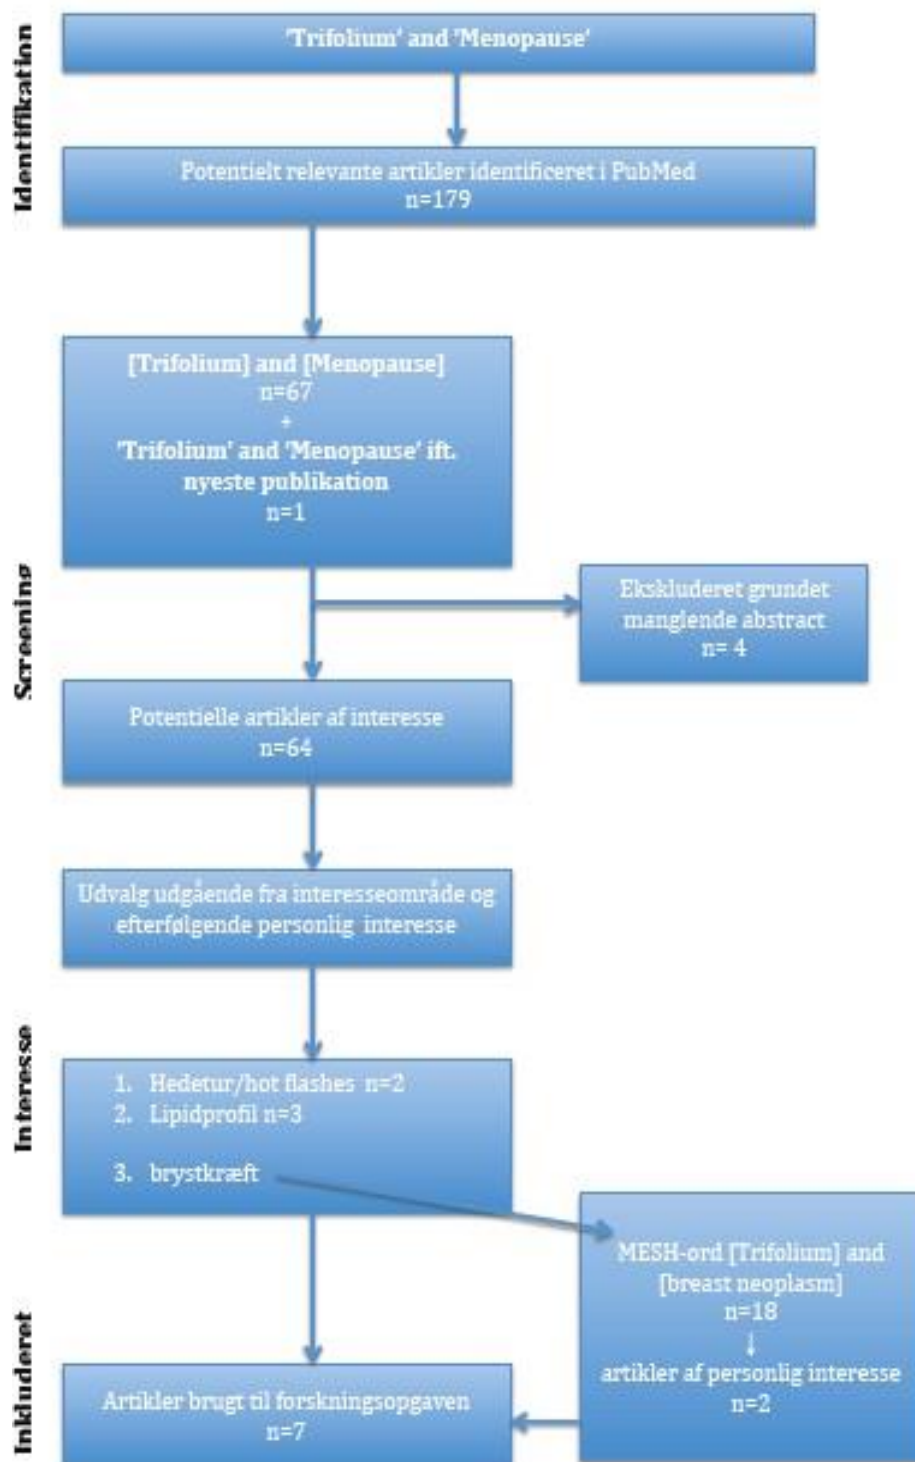 Identifikation
'Trifolium' and 'Menopause'
Potentielt relevante artikler identificeret i PubMed
n=179
[Trifolium] and [Menopause]
n=67
+
'Trifolium' and 'Menopause' ift.
nyeste publikation
n=1
Screening
Ekskluderet grundet
manglende abstract
n= 4
Potentielle artikler af interesse
n=64
Udvalg udgående fra interesseområde og
efterfølgende personlig interesse
Interesse
1. Hedetur/hot flashes n=2
2. Lipidprofil n=3
3. brystkræft
MESH-ord [Trifolium] and
[breast neoplasm]
n=18
↓
artikler af personlig interesse
n=2
Inkluderet
Artikler brugt til forskningsopgaven
n=7